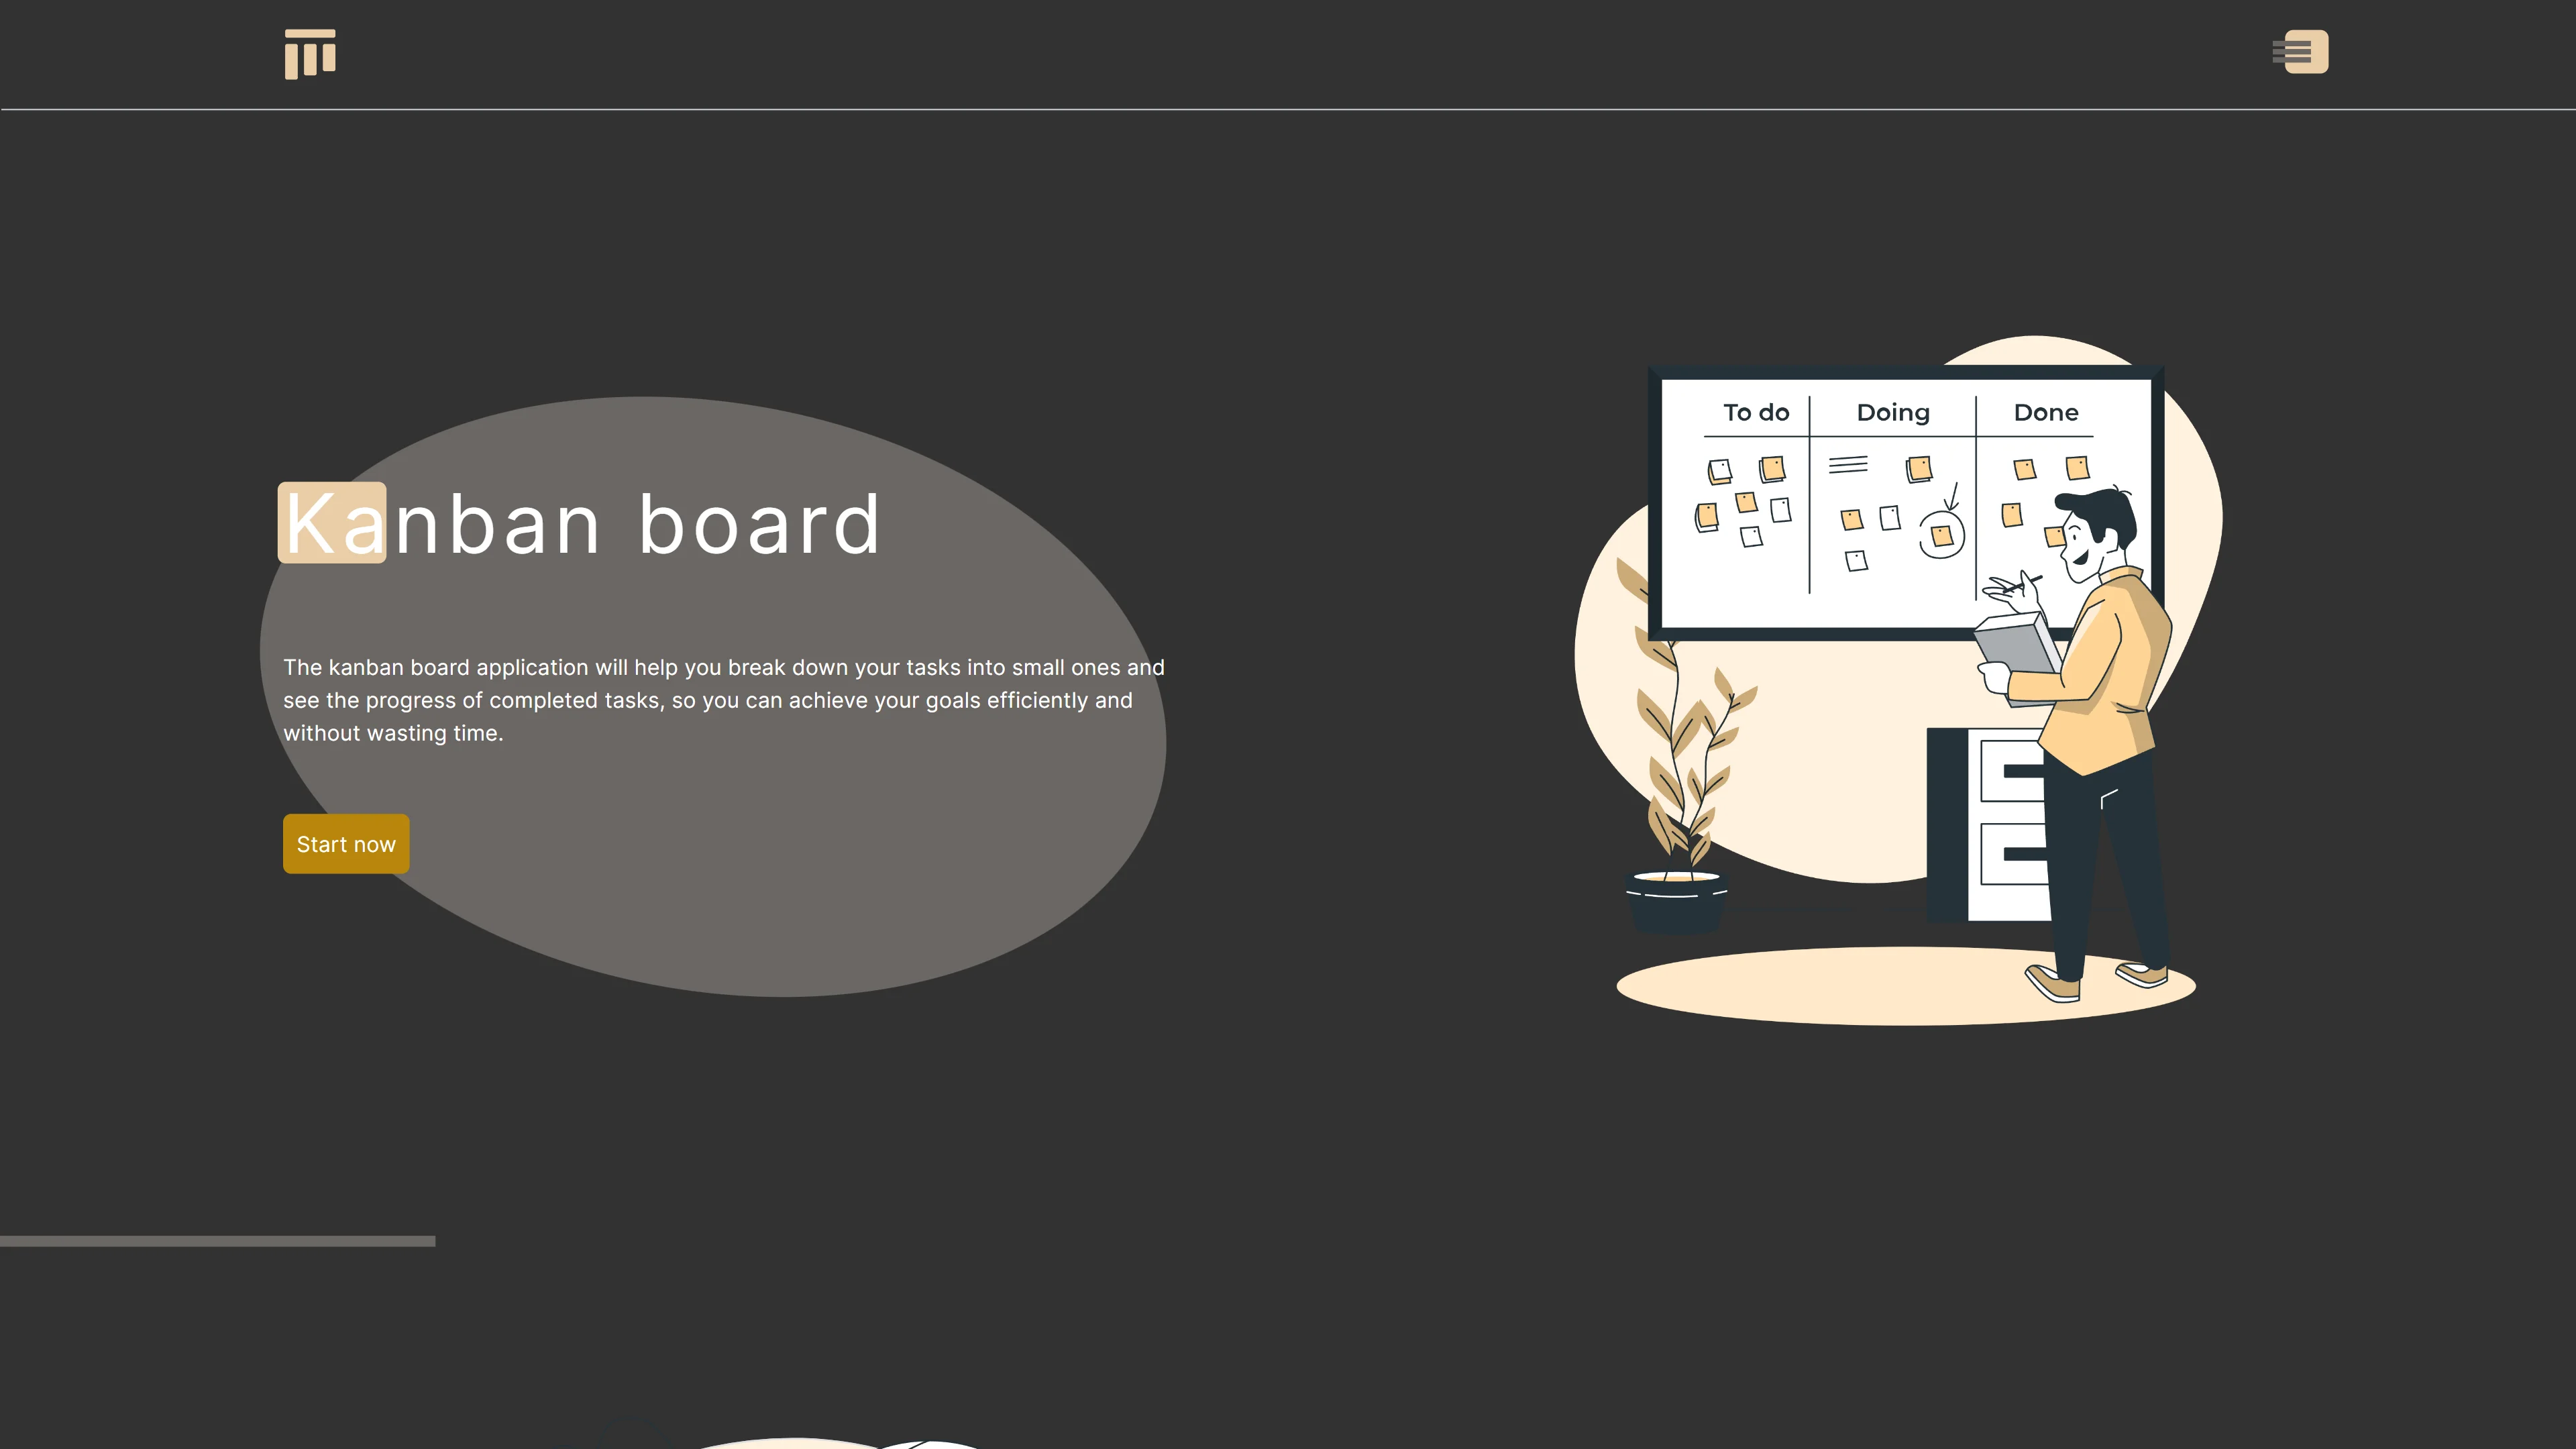 To do
Doing
Done
Kanban board
The kanban board application will help you break down your tasks into small ones and
see the progress of completed tasks, so you can achieve your goals efficiently and
without wasting time.
Start now